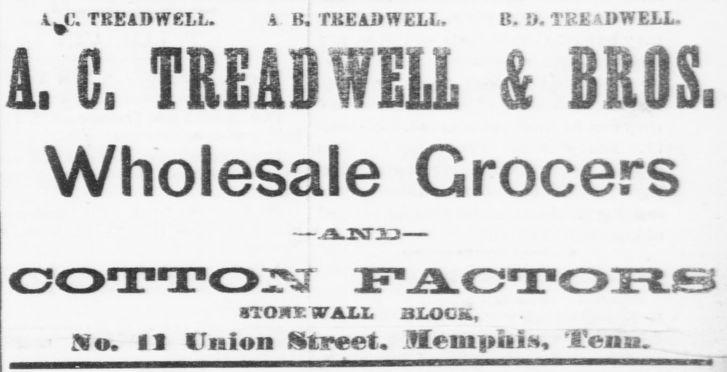 A. C. TREADWELL. A. B. TREADWELL. B. D. TREADWELL.
A. C. TREADWELL & BROS.
Wholesale Grocers
—AND—
COTTON FACTORS
STONEWALL BLOCK,
No. 11 Union Street. Memphis, Tenn.